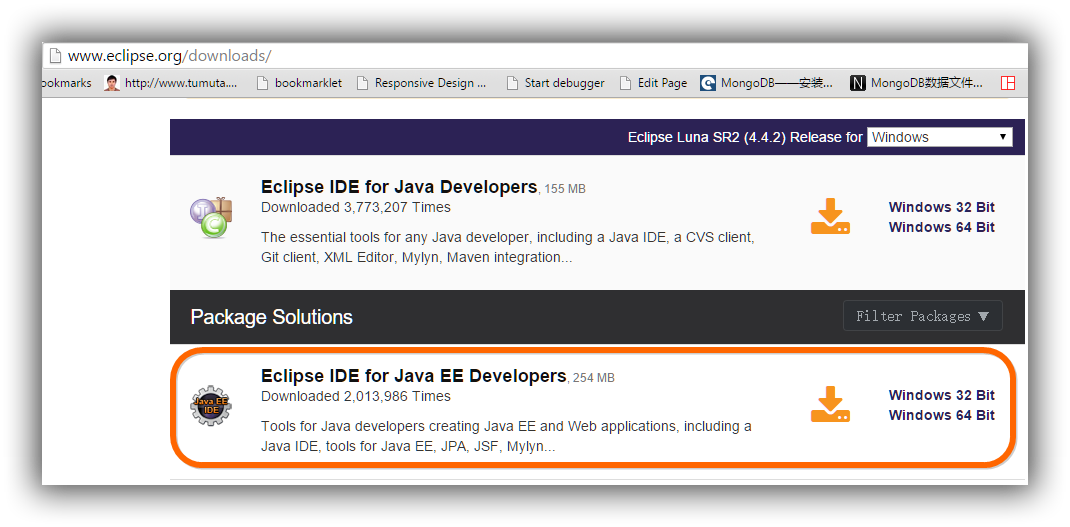 www.eclipse.org/downloads/
ookmarks http://www.tumuta.... bookmarklet Responsive Design ... Start debugger Edit Page MongoDB——安装... MongoDB数据文件...
Eclipse Luna SR2 (4.4.2) Release for Windows
Eclipse IDE for Java Developers, 155 MB
Downloaded 3,773,207 Times
The essential tools for any Java developer, including a Java IDE, a CVS client,
Git client, XML Editor, Mylyn, Maven integration...
Windows 32 Bit
Windows 64 Bit
Package Solutions
Filter Packages ▼
Eclipse IDE for Java EE Developers, 254 MB
Downloaded 2,013,986 Times
Tools for Java developers creating Java EE and Web applications, including a
Java IDE, tools for Java EE, JPA, JSF, Mylyn...
Java EE
IDE
Windows 32 Bit
Windows 64 Bit